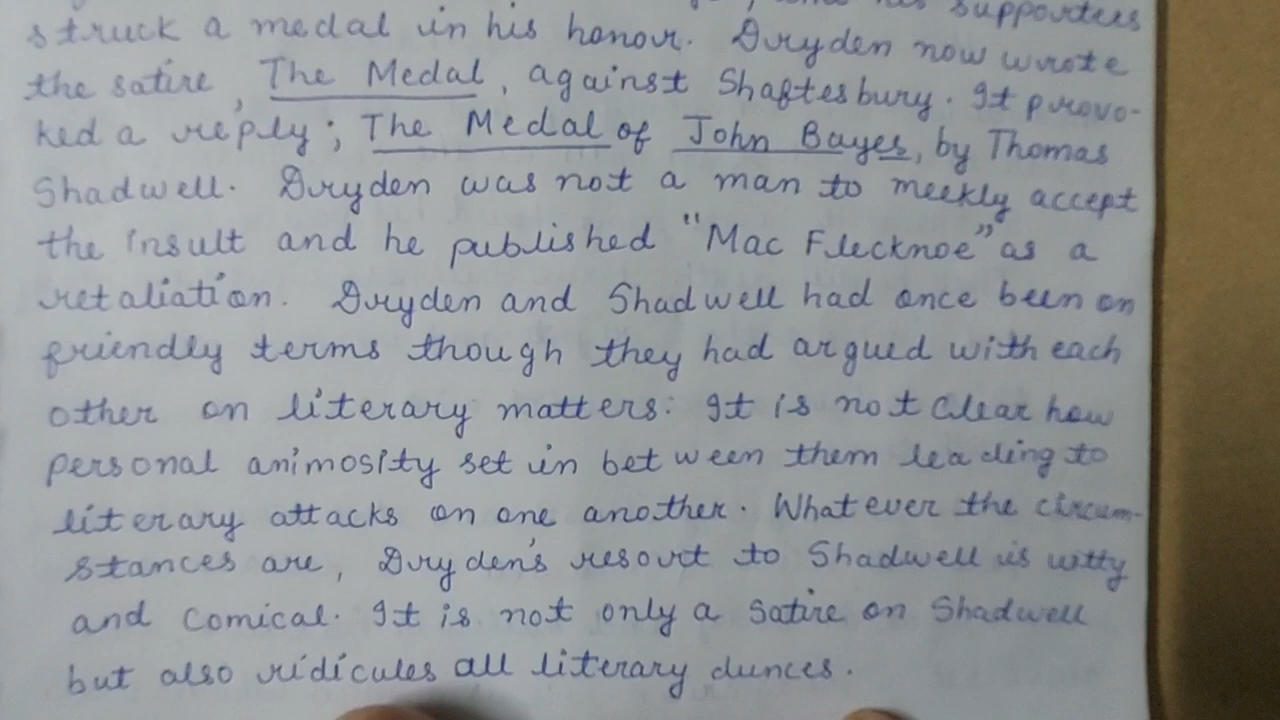 supporters
struck a medal in his honour. Dryden now wrote
the satire, The Medal, against Shaftesbury. It provo-
ked a reply; The Medal of John Bayes, by Thomas
Shadwell. Dryden was not a man to meekly accept
the insult and he published "Mac Flecknoe" as a
retaliation. Dryden and Shadwell had once been on
friendly terms though they had argued with each
other on literary matters. It is not clear how
personal animosity set in between them leading to
literary attacks on one another. Whatever the circum-
stances are, Dryden's resort to Shadwell is witty
and comical. It is not only a satire on Shadwell
but also ridicules all literary dunces.